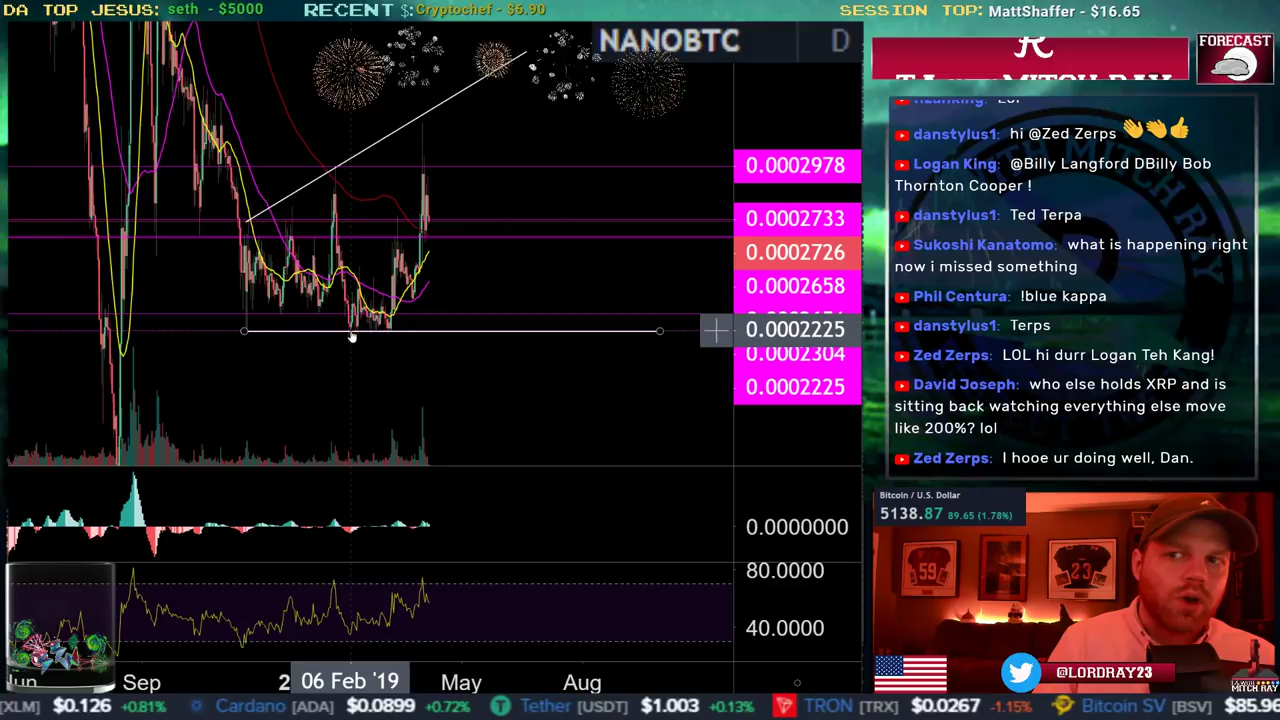 DA TOP JESUS: seth - $5000
RECENT $: Cryptochef - $6.90
SESSION TOP: MattShaffer - $16.65
NANOBTC D
FORECAST
0.0002978
0.0002733
0.0002726
0.0002658
0.0002225
0.0002304
0.0002225
0.0000000
80.0000
40.0000
Sep
06 Feb '19
May
Aug
danstylus1: hi @Zed Zerps 👋👋👍
Logan King: @Billy Langford DBilly Bob
Thornton Cooper !
danstylus1: Ted Terpa
Sukoshi Kanatomo: what is happening right
now i missed something
Phil Centura: !blue kappa
danstylus1: Terps
Zed Zerps: LOL hi durr Logan Teh Kang!
David Joseph: who else holds XRP and is
sitting back watching everything else move
like 200%? lol
Zed Zerps: I hooe ur doing well, Dan.
Bitcoin / U.S. Dollar
5138.87 89.65 (1.78%)
59
23
@LORDRAY23
MITCH RAY
[XLM] $0.126 +0.81% Cardano [ADA] $0.0899 +0.72% Tether [USDT] $1.003 +0.13% TRON [TRX] $0.0267 -1.15% Bitcoin SV [BSV] $85.96